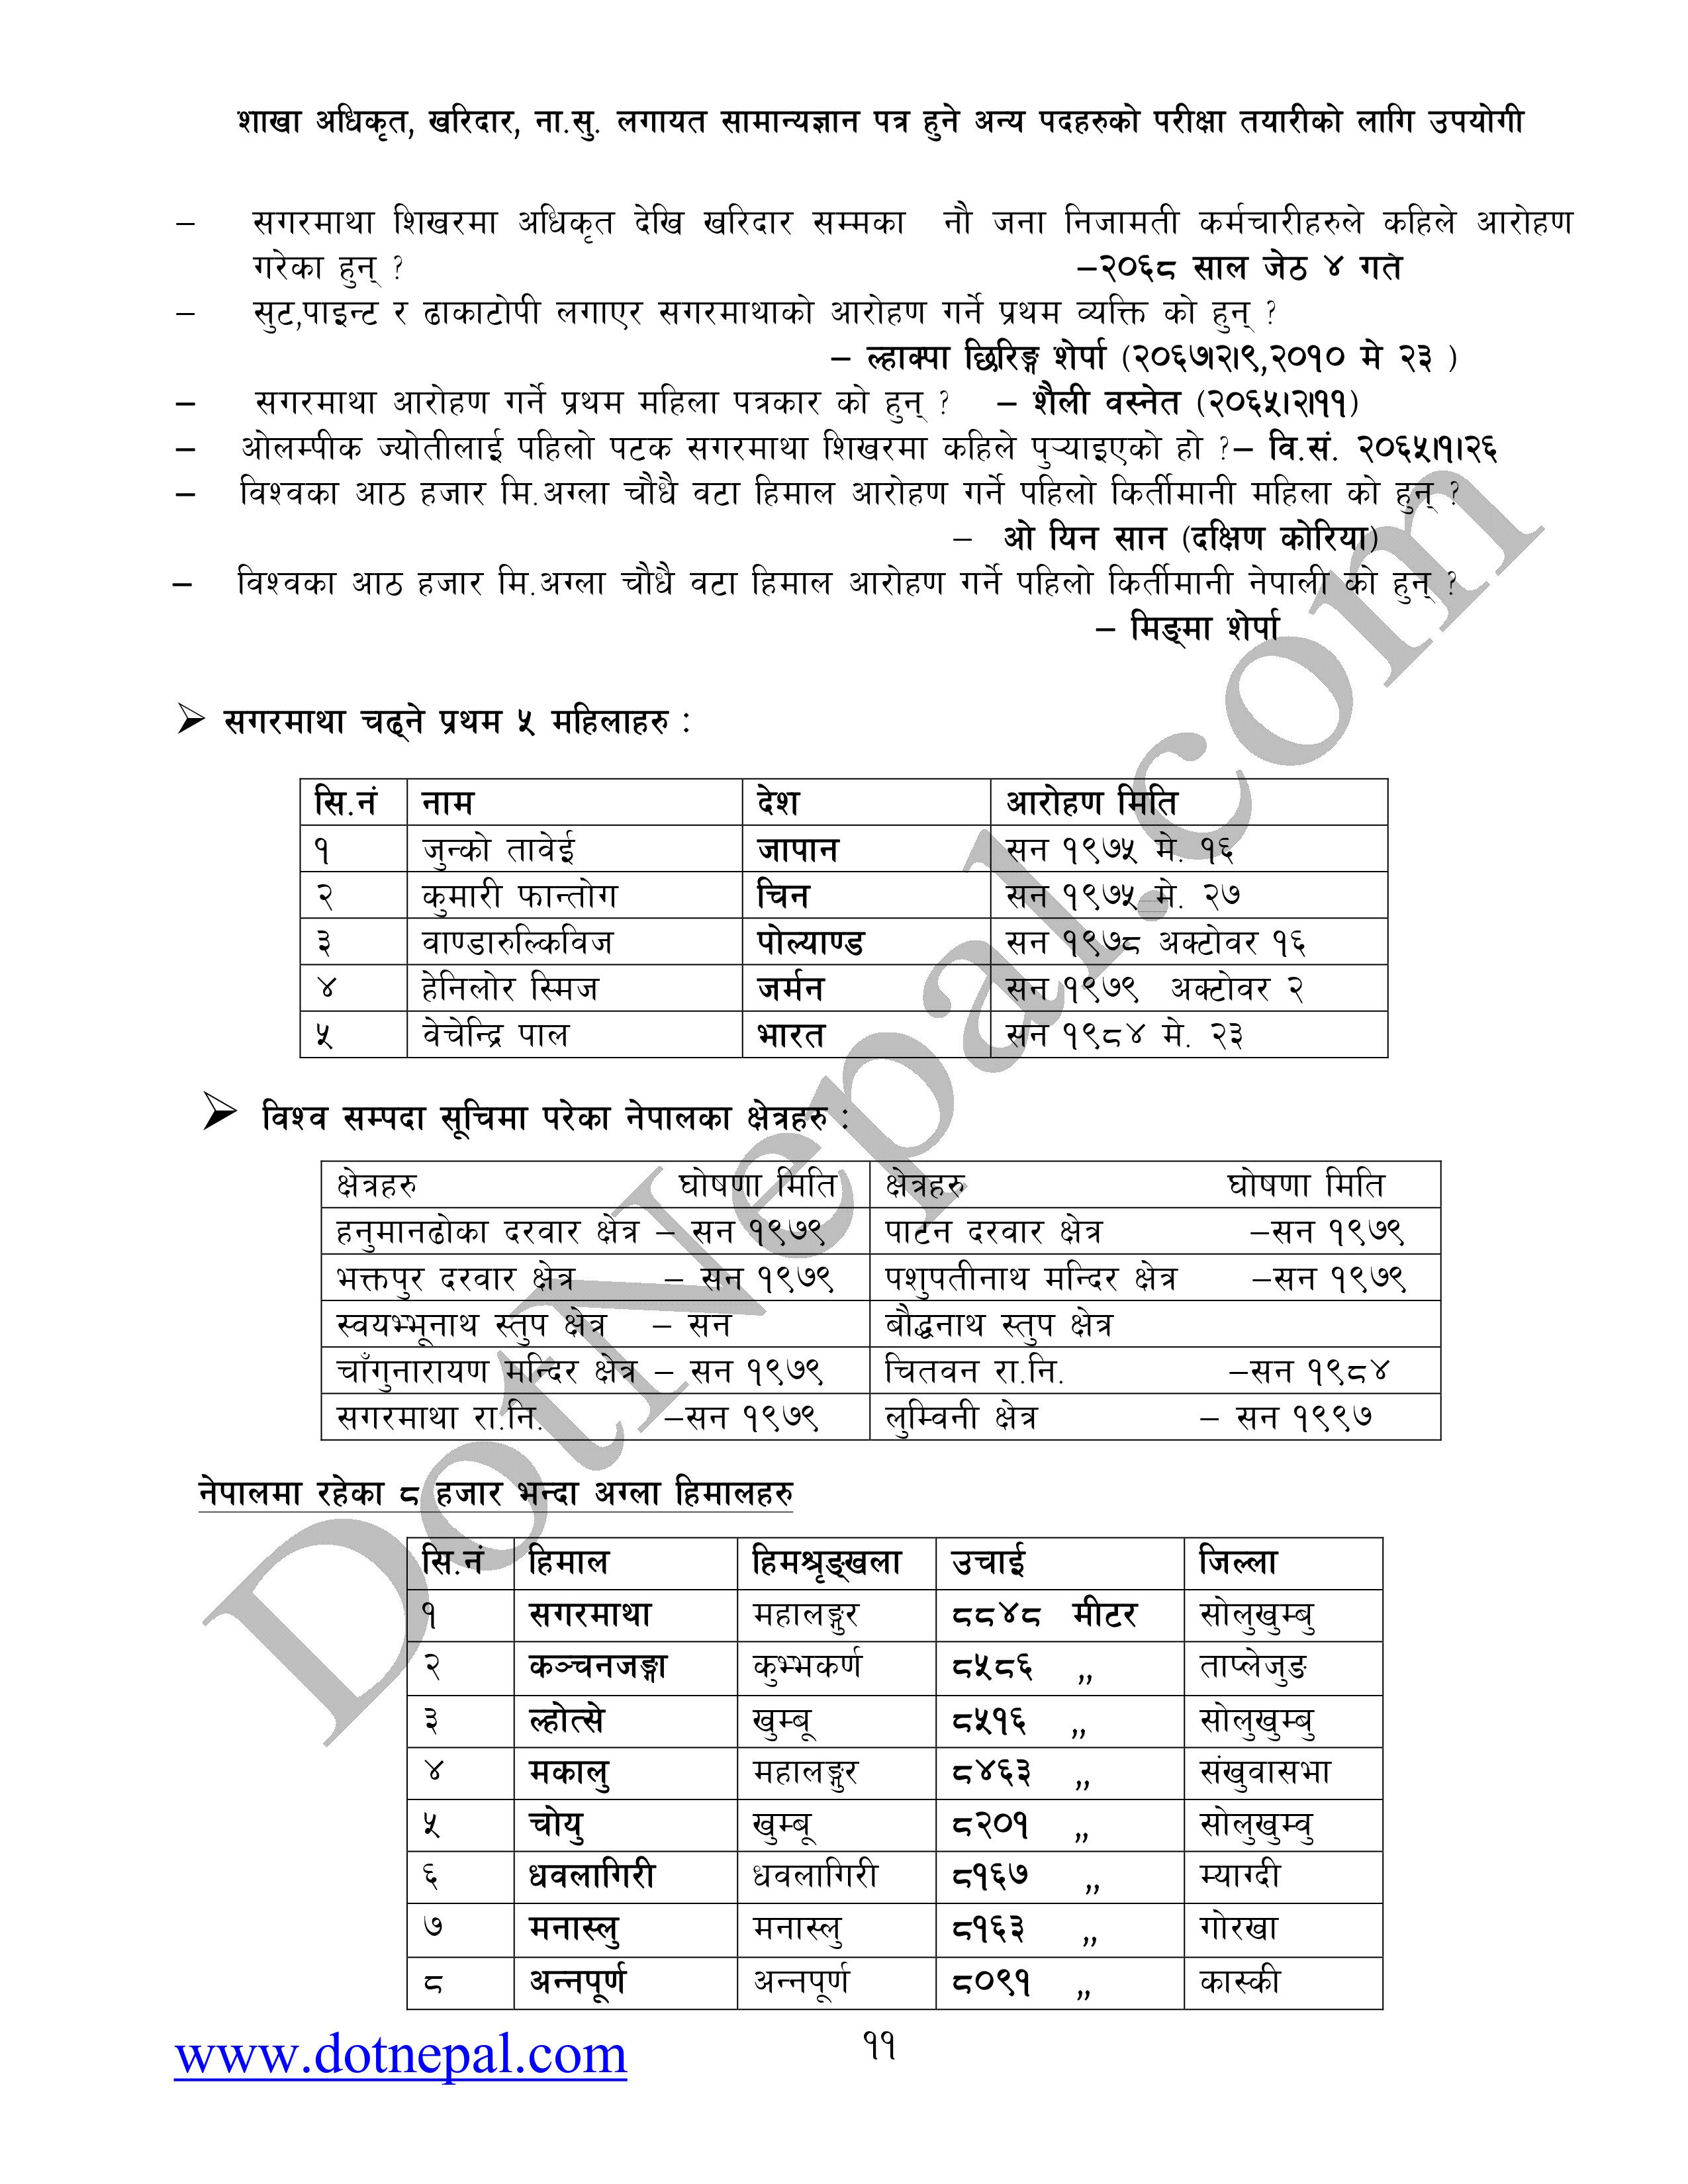 शाखा अधिकृत, खरिदार, ना.सु. लगायत सामान्यज्ञान पत्र हुने अन्य पदहरुको परीक्षा तयारीको लागि उपयोगी
– सगरमाथा शिखरमा अधिकृत देखि खरिदार सम्मका नौ जना निजामती कर्मचारीहरुले कहिले आरोहण
गरेका हुन् ? –२०६८ साल जेठ ४ गते
– सुट,पाइन्ट र ढाकाटोपी लगाएर सगरमाथाको आरोहण गर्ने प्रथम व्यक्ति को हुन् ?
– ल्हाक्पा छिरिङ्ग शेर्पा (२०६७।२।९,२०१० मे २३ )
– सगरमाथा आरोहण गर्ने प्रथम महिला पत्रकार को हुन् ? – शैली वस्नेत (२०६५।२।११)
– ओलम्पीक ज्योतीलाई पहिलो पटक सगरमाथा शिखरमा कहिले पुऱ्याइएको हो ?– वि.सं. २०६५।१।२६
– विश्वका आठ हजार मि.अग्ला चौधै वटा हिमाल आरोहण गर्ने पहिलो किर्तीमानी महिला को हुन् ?
– ओ यिन सान (दक्षिण कोरिया)
– विश्वका आठ हजार मि.अग्ला चौधै वटा हिमाल आरोहण गर्ने पहिलो किर्तीमानी नेपाली को हुन् ?
– मिङ्मा शेर्पा
➢ सगरमाथा चढ्ने प्रथम ५ महिलाहरु :
सि.नं नाम देश आरोहण मिति
१ जुन्को तावेई जापान सन १९७५ मे. १६
२ कुमारी फान्तोग चिन सन १९७५ मे. २७
३ वाण्डारुल्किविज पोल्याण्ड सन १९७८ अक्टोवर १६
४ हेनिलोर स्मिज जर्मन सन १९७९ अक्टोवर २
५ वेचेन्द्रि पाल भारत सन १९८४ मे. २३
➢ विश्व सम्पदा सूचिमा परेका नेपालका क्षेत्रहरु :
क्षेत्रहरु घोषणा मिति क्षेत्रहरु घोषणा मिति
हनुमानढोका दरवार क्षेत्र – सन १९७९ पाटन दरवार क्षेत्र –सन १९७९
भक्तपुर दरवार क्षेत्र – सन १९७९ पशुपतीनाथ मन्दिर क्षेत्र –सन १९७९
स्वयम्भूनाथ स्तुप क्षेत्र – सन बौद्धनाथ स्तुप क्षेत्र
चाँगुनारायण मन्दिर क्षेत्र – सन १९७९ चितवन रा.नि. –सन १९८४
सगरमाथा रा.नि. –सन १९७९ लुम्विनी क्षेत्र – सन १९९७
नेपालमा रहेका ८ हजार भन्दा अग्ला हिमालहरु
सि.नं हिमाल हिमश्रृङ्खला उचाई जिल्ला
१ सगरमाथा महालङ्गुर ८८४८ मीटर सोलुखुम्बु
२ कञ्चनजङ्गा कुम्भकर्ण ८५८६ ,, ताप्लेजुङ
३ ल्होत्से खुम्बू ८५१६ ,, सोलुखुम्बु
४ मकालु महालङ्गुर ८४६३ ,, संखुवासभा
५ चोयु खुम्बू ८२०१ ,, सोलुखुम्वु
६ धवलागिरी धवलागिरी ८१६७ ,, म्याग्दी
७ मनास्लु मनास्लु ८१६३ ,, गोरखा
८ अन्नपूर्ण अन्नपूर्ण ८०९१ ,, कास्की
www.dotnepal.com ११
DotNepal.com